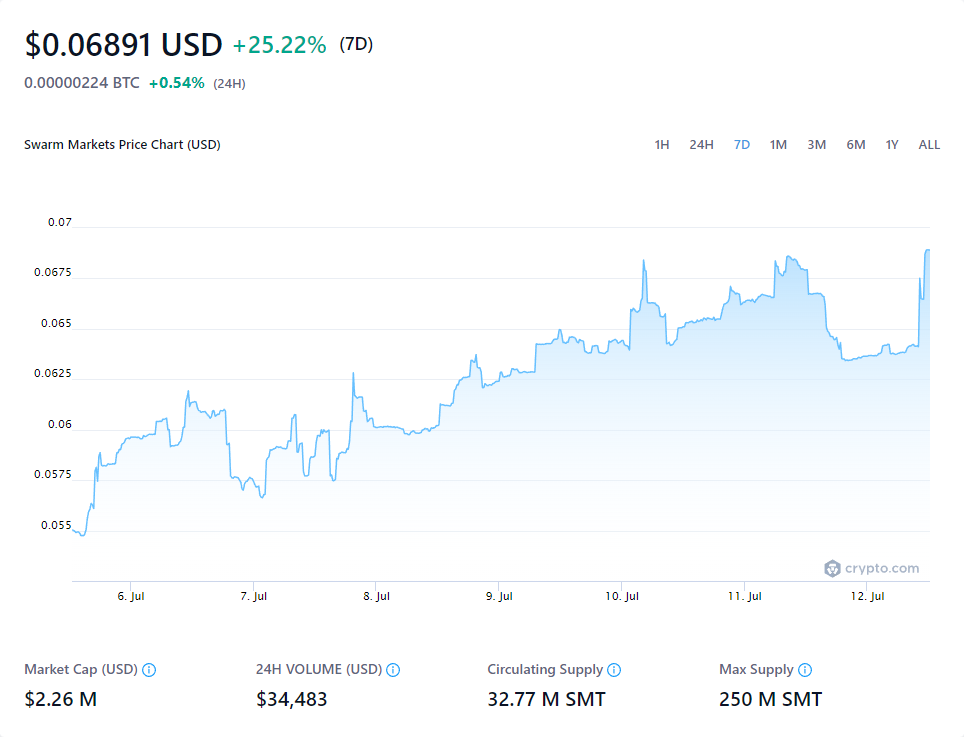 $0.06891 USD +25.22% (7D)
0.00000224 BTC +0.54% (24H)
Swarm Markets Price Chart (USD) 1H 24H 7D 1M 3M 6M 1Y ALL
0.07
0.0675
0.065
0.0625
0.06
0.0575
0.055
crypto.com
6. Jul 7. Jul 8. Jul 9. Jul 10. Jul 11. Jul 12. Jul
Market Cap (USD) 24H VOLUME (USD) Circulating Supply Max Supply
$2.26 M $34,483 32.77 M SMT 250 M SMT